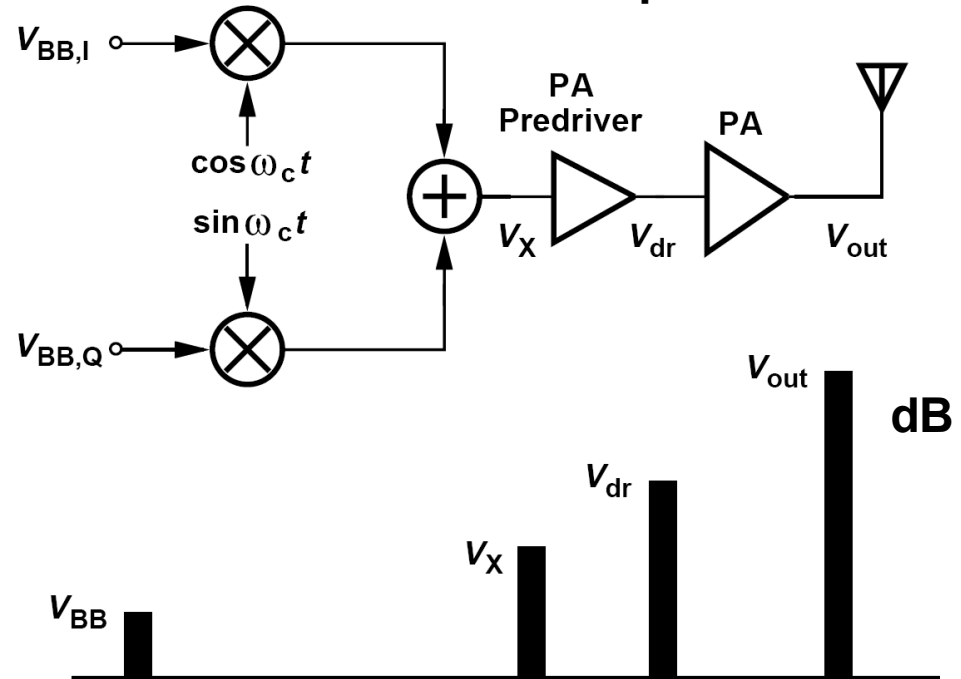 V_BB,I
cos ω_c t
sin ω_c t
V_BB,Q
PA
Predriver
PA
V_X
V_dr
V_out
V_out
dB
V_dr
V_X
V_BB